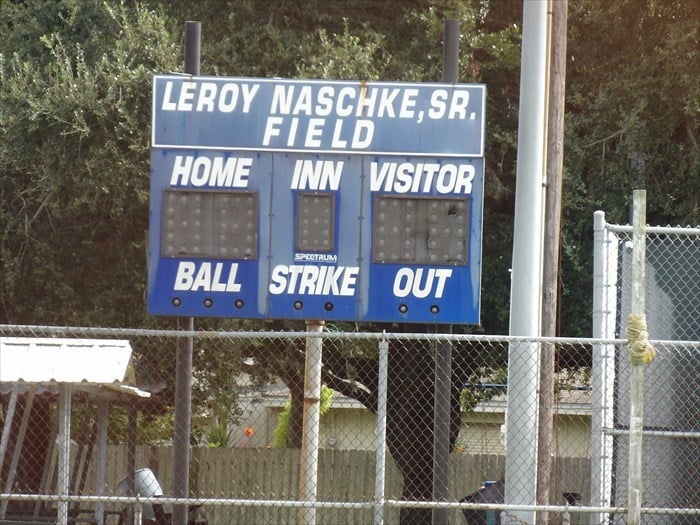 LEROY NASCHKE, SR.
FIELD
HOME INN VISITOR
SPECTRUM
BALL STRIKE OUT